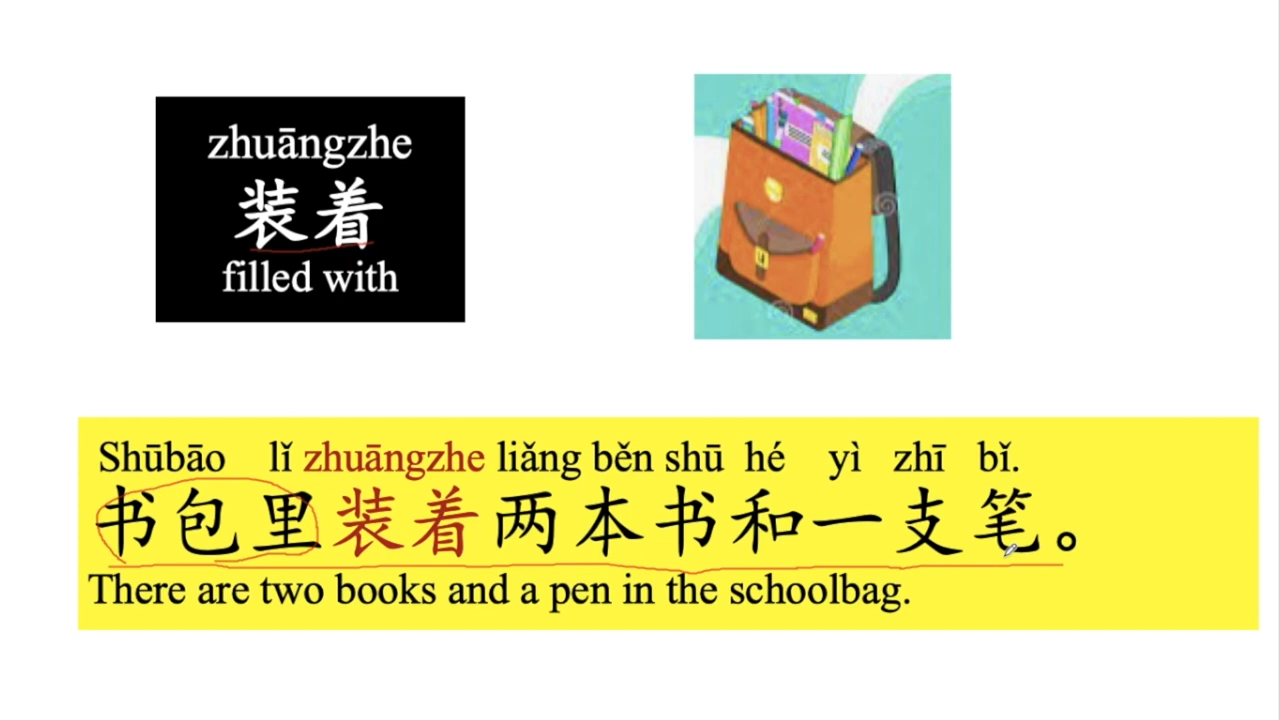 zhuāngzhe
装着
filled with
Shūbāo lǐ zhuāngzhe liǎng běn shū hé yì zhī bǐ.
书包里装着两本书和一支笔。
There are two books and a pen in the schoolbag.